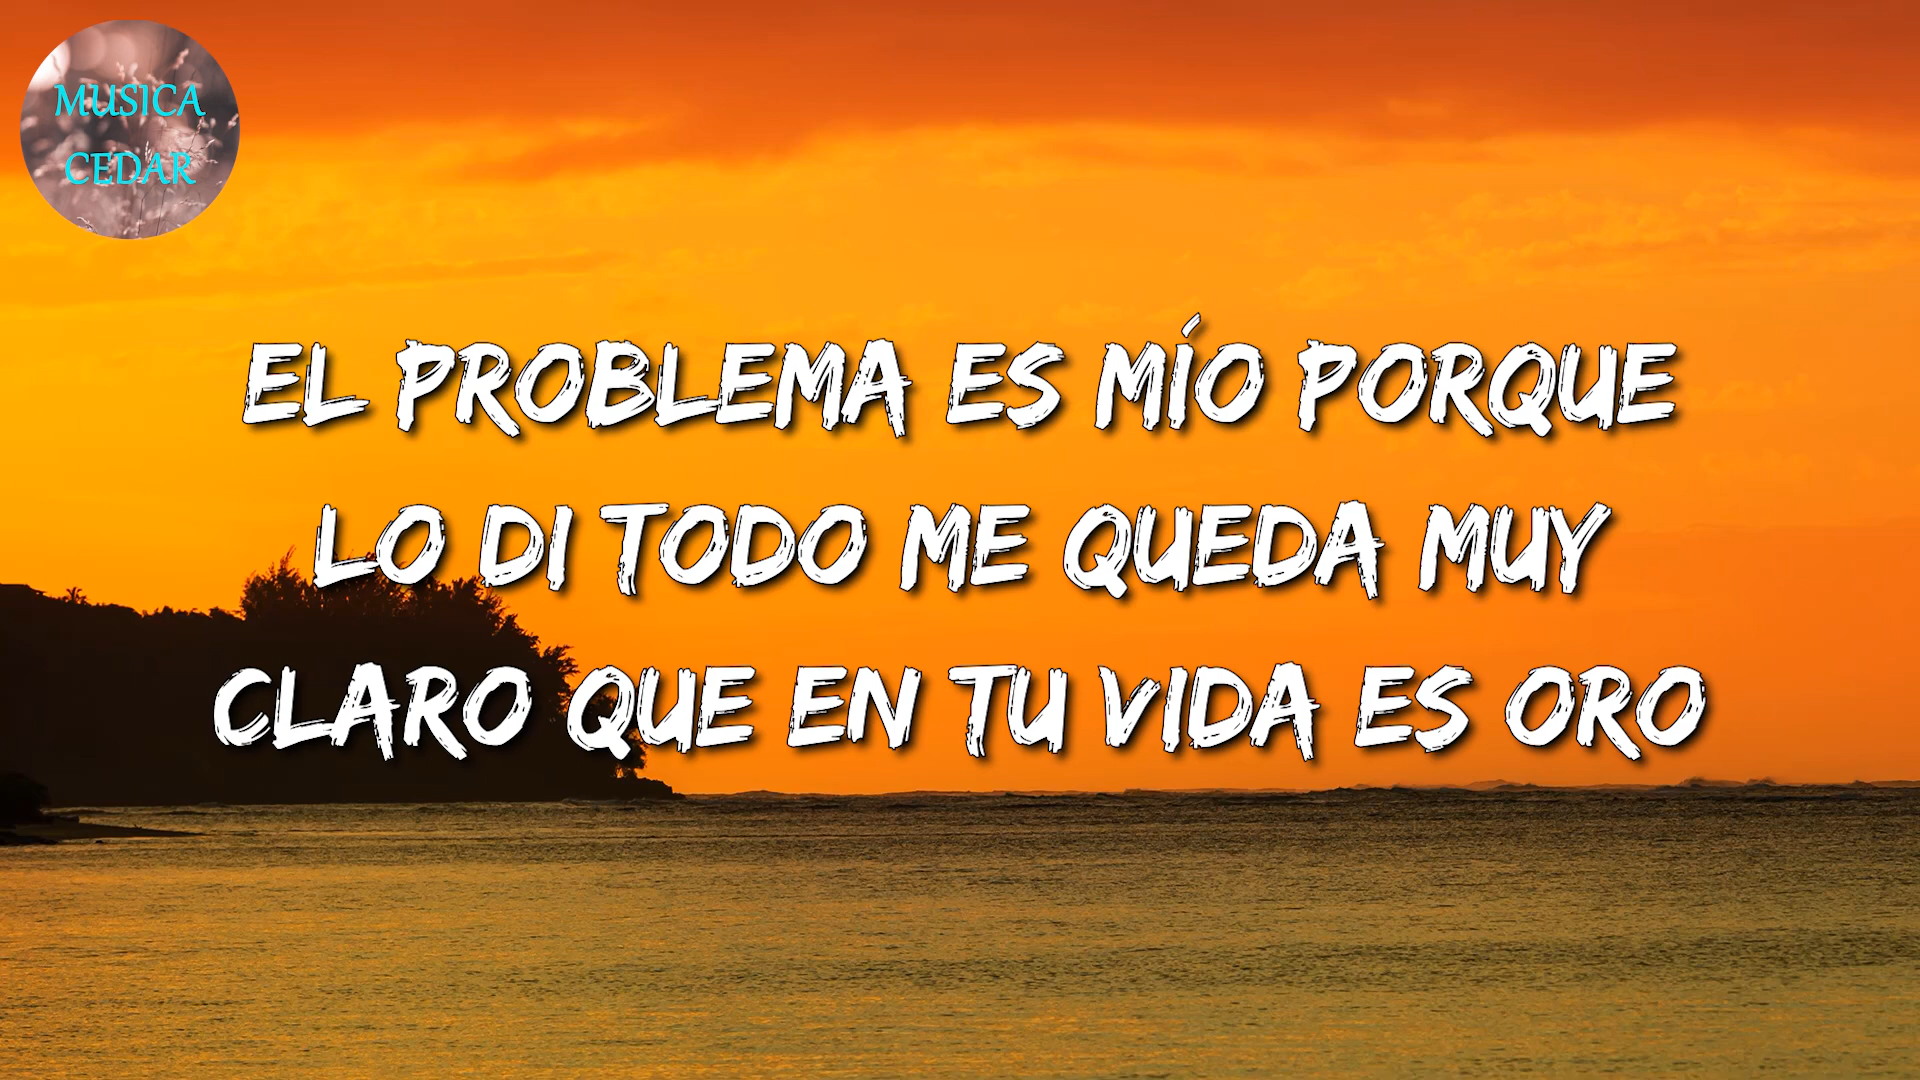 MUSICA
CEDAR
EL PROBLEMA ES MÍO PORQUE
LO DI TODO ME QUEDA MUY
CLARO QUE EN TU VIDA ES ORO